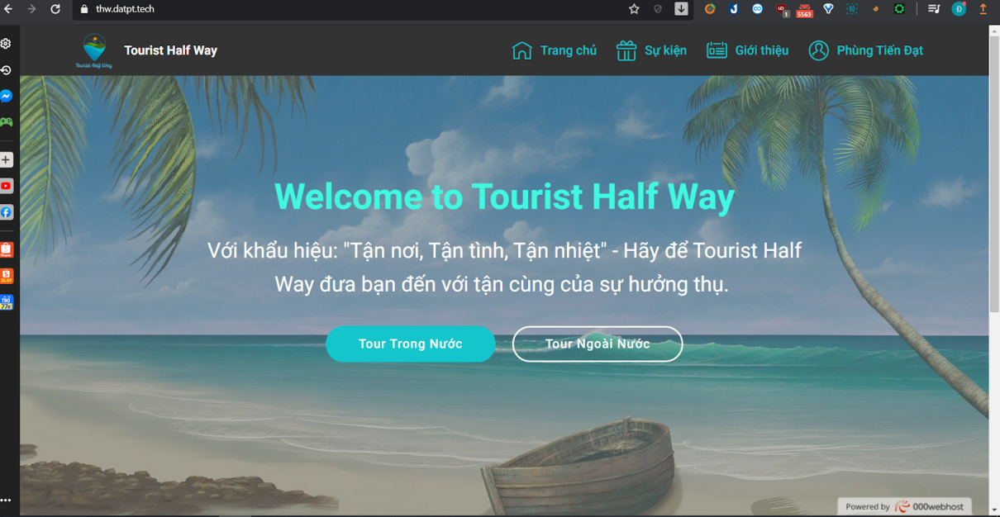 thw.datpt.tech
1
5563
Đ
Tourist Half Way
Tourist Half Way
Trang chủ
Sự kiện
Giới thiệu
Phùng Tiến Đạt
Welcome to Tourist Half Way
Với khẩu hiệu: "Tận nơi, Tận tình, Tận nhiệt" - Hãy để Tourist Half
Way đưa bạn đến với tận cùng của sự hưởng thụ.
Tour Trong Nước
Tour Ngoài Nước
Powered by 000webhost